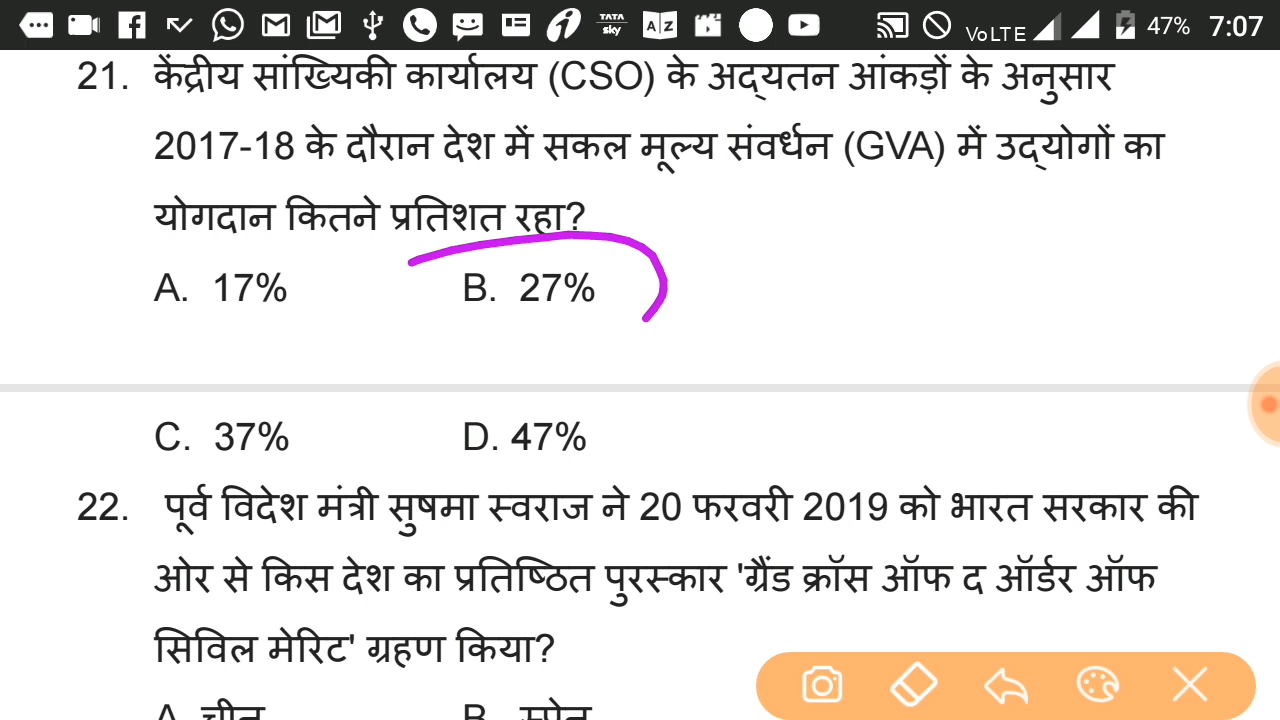 VoLTE 47% 7:07
TATA sky
A Z
21. केंद्रीय सांख्यिकी कार्यालय (CSO) के अद्यतन आंकड़ों के अनुसार
2017-18 के दौरान देश में सकल मूल्य संवर्धन (GVA) में उद्योगों का
योगदान कितने प्रतिशत रहा?
A. 17% B. 27%
C. 37% D. 47%
22. पूर्व विदेश मंत्री सुषमा स्वराज ने 20 फरवरी 2019 को भारत सरकार की
ओर से किस देश का प्रतिष्ठित पुरस्कार 'ग्रैंड क्रॉस ऑफ द ऑर्डर ऑफ
सिविल मेरिट' ग्रहण किया?
A. चीन B. स्पेन